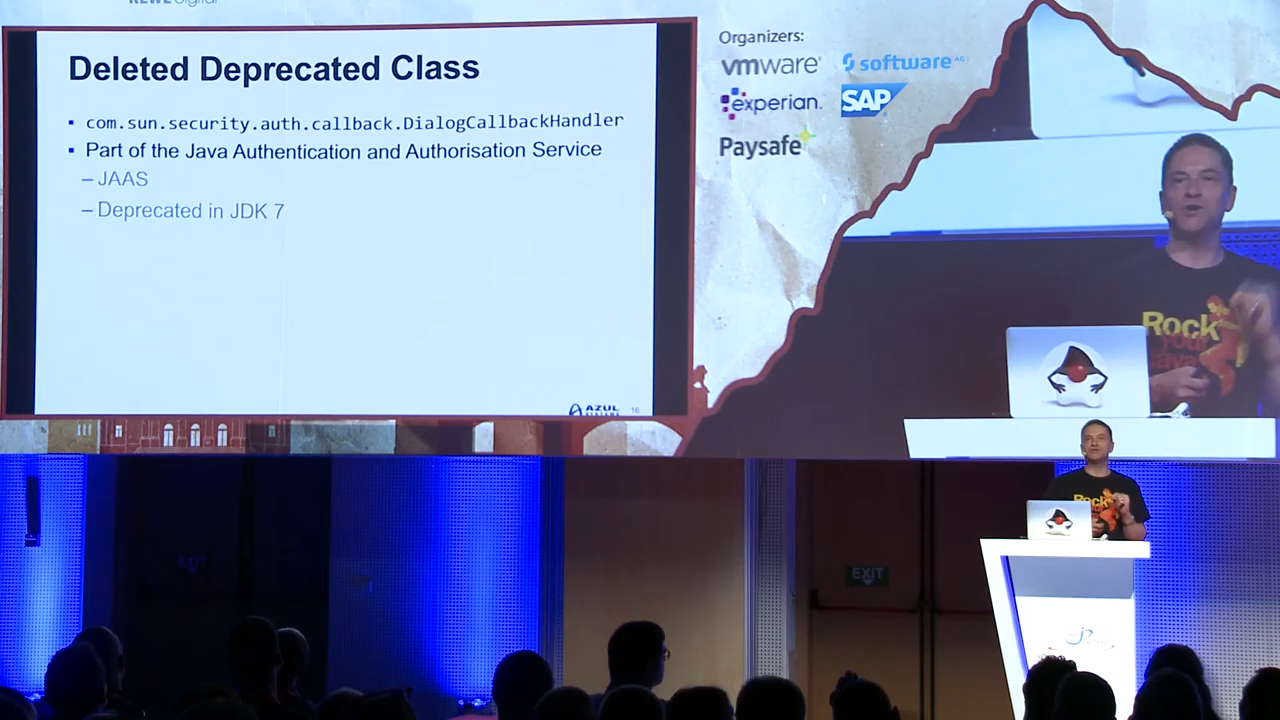 Deleted Deprecated Class
▪ com.sun.security.auth.callback.DialogCallbackHandler
▪ Part of the Java Authentication and Authorisation Service
– JAAS
– Deprecated in JDK 7
AZUL
16
Organizers:
vmware
software AG
experian.
SAP
Paysafe
Rock
EXIT